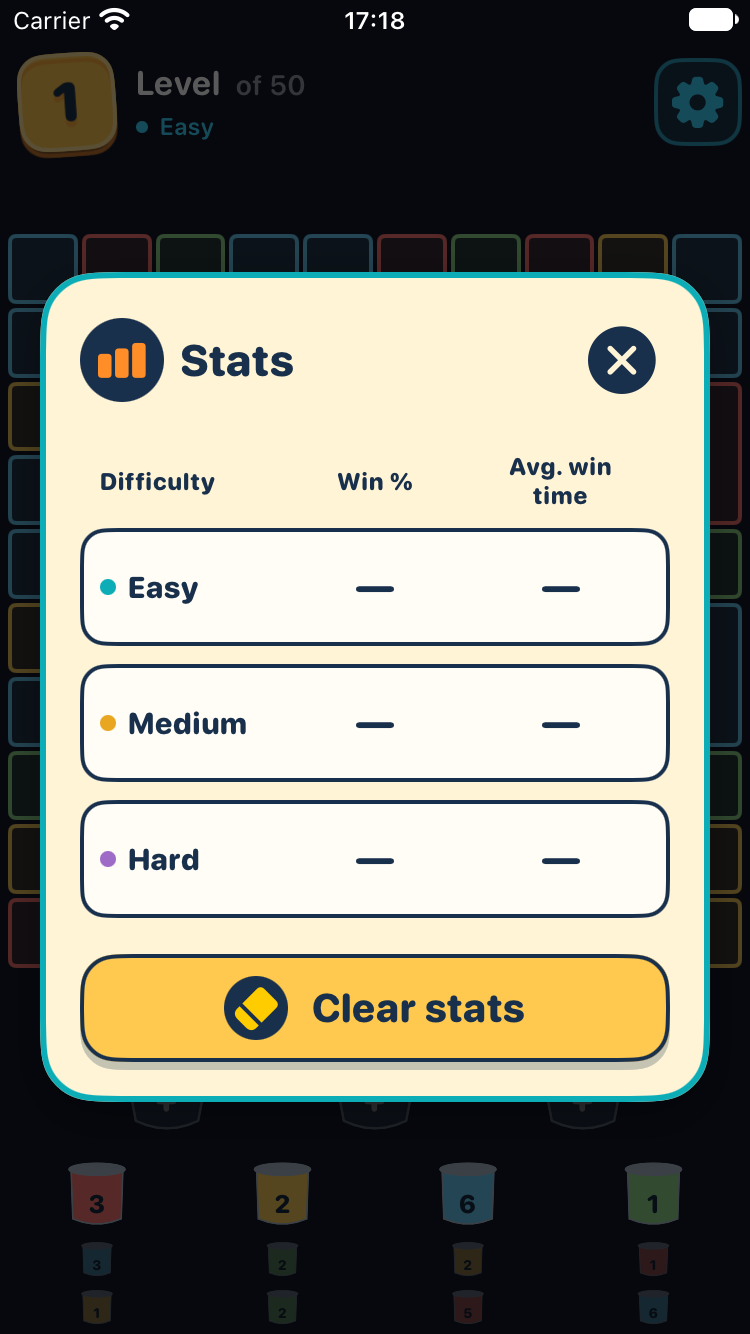 Carrier 17:18
1 Level of 50
Easy
Stats
Difficulty Win % Avg. win time
Easy — —
Medium — —
Hard — —
Clear stats
3 2 6 1
3 2 2 1
1 2 5 6